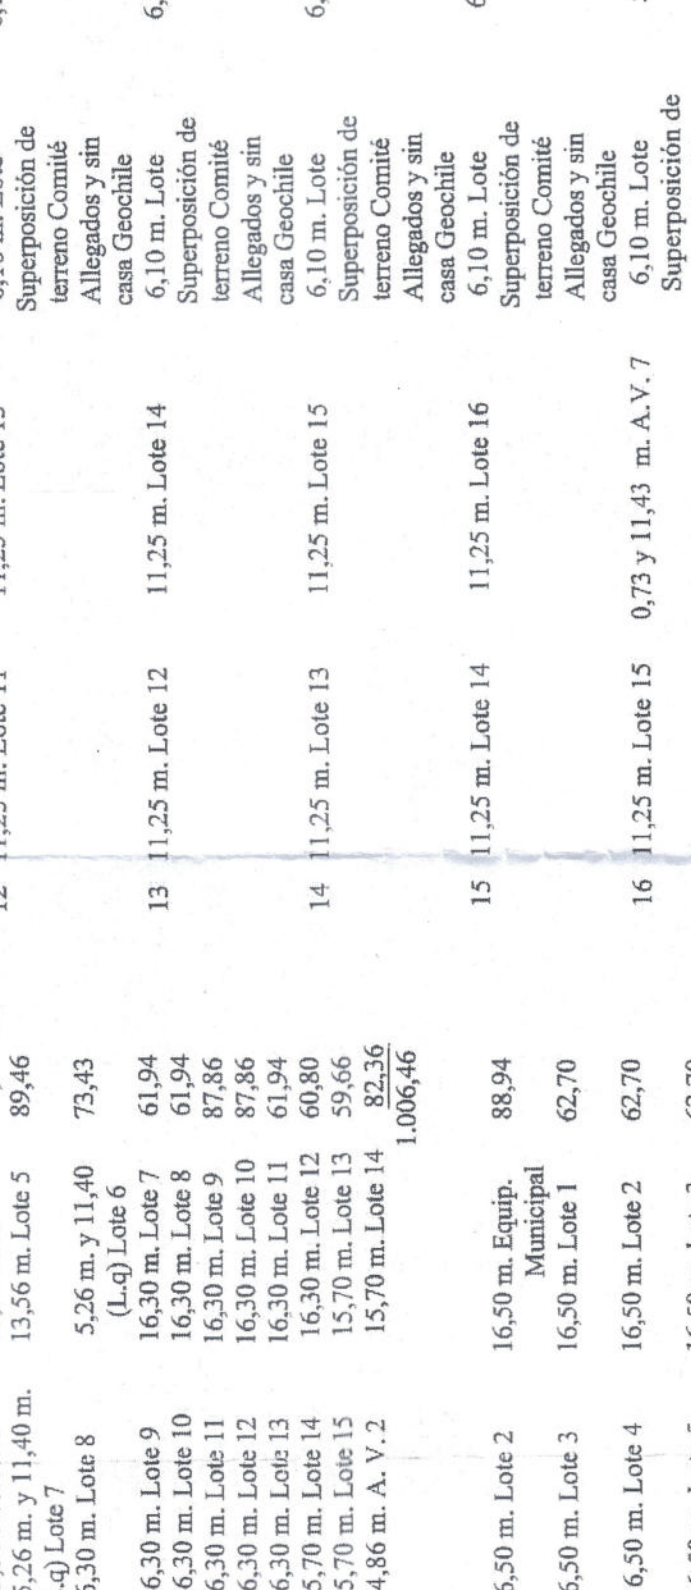 5,26 m. y 11,40 m. 13,56 m. Lote 5 89,46
.q) Lote 7
6,30 m. Lote 8 5,26 m. y 11,40 73,43
(L.q) Lote 6
6,30 m. Lote 9 16,30 m. Lote 7 61,94
6,30 m. Lote 10 16,30 m. Lote 8 61,94
6,30 m. Lote 11 16,30 m. Lote 9 87,86
6,30 m. Lote 12 16,30 m. Lote 10 87,86
6,30 m. Lote 13 16,30 m. Lote 11 61,94
5,70 m. Lote 14 16,30 m. Lote 12 60,80
5,70 m. Lote 15 15,70 m. Lote 13 59,66
4,86 m. A. V. 2 15,70 m. Lote 14 82,36
1.006,46
6,50 m. Lote 2 16,50 m. Equip. 88,94
Municipal
6,50 m. Lote 3 16,50 m. Lote 1 62,70
6,50 m. Lote 4 16,50 m. Lote 2 62,70
12
Superposición de
terreno Comité
Allegados y sin
casa Geochile
13 11,25 m. Lote 12 11,25 m. Lote 14 6,10 m. Lote 6,
Superposición de
terreno Comité
Allegados y sin
casa Geochile
14 11,25 m. Lote 13 11,25 m. Lote 15 6,10 m. Lote 6,
Superposición de
terreno Comité
Allegados y sin
casa Geochile
15 11,25 m. Lote 14 11,25 m. Lote 16 6,10 m. Lote
Superposición de
terreno Comité
Allegados y sin
casa Geochile
16 11,25 m. Lote 15 0,73 y 11,43 m. A.V. 7 6,10 m. Lote
Superposición de